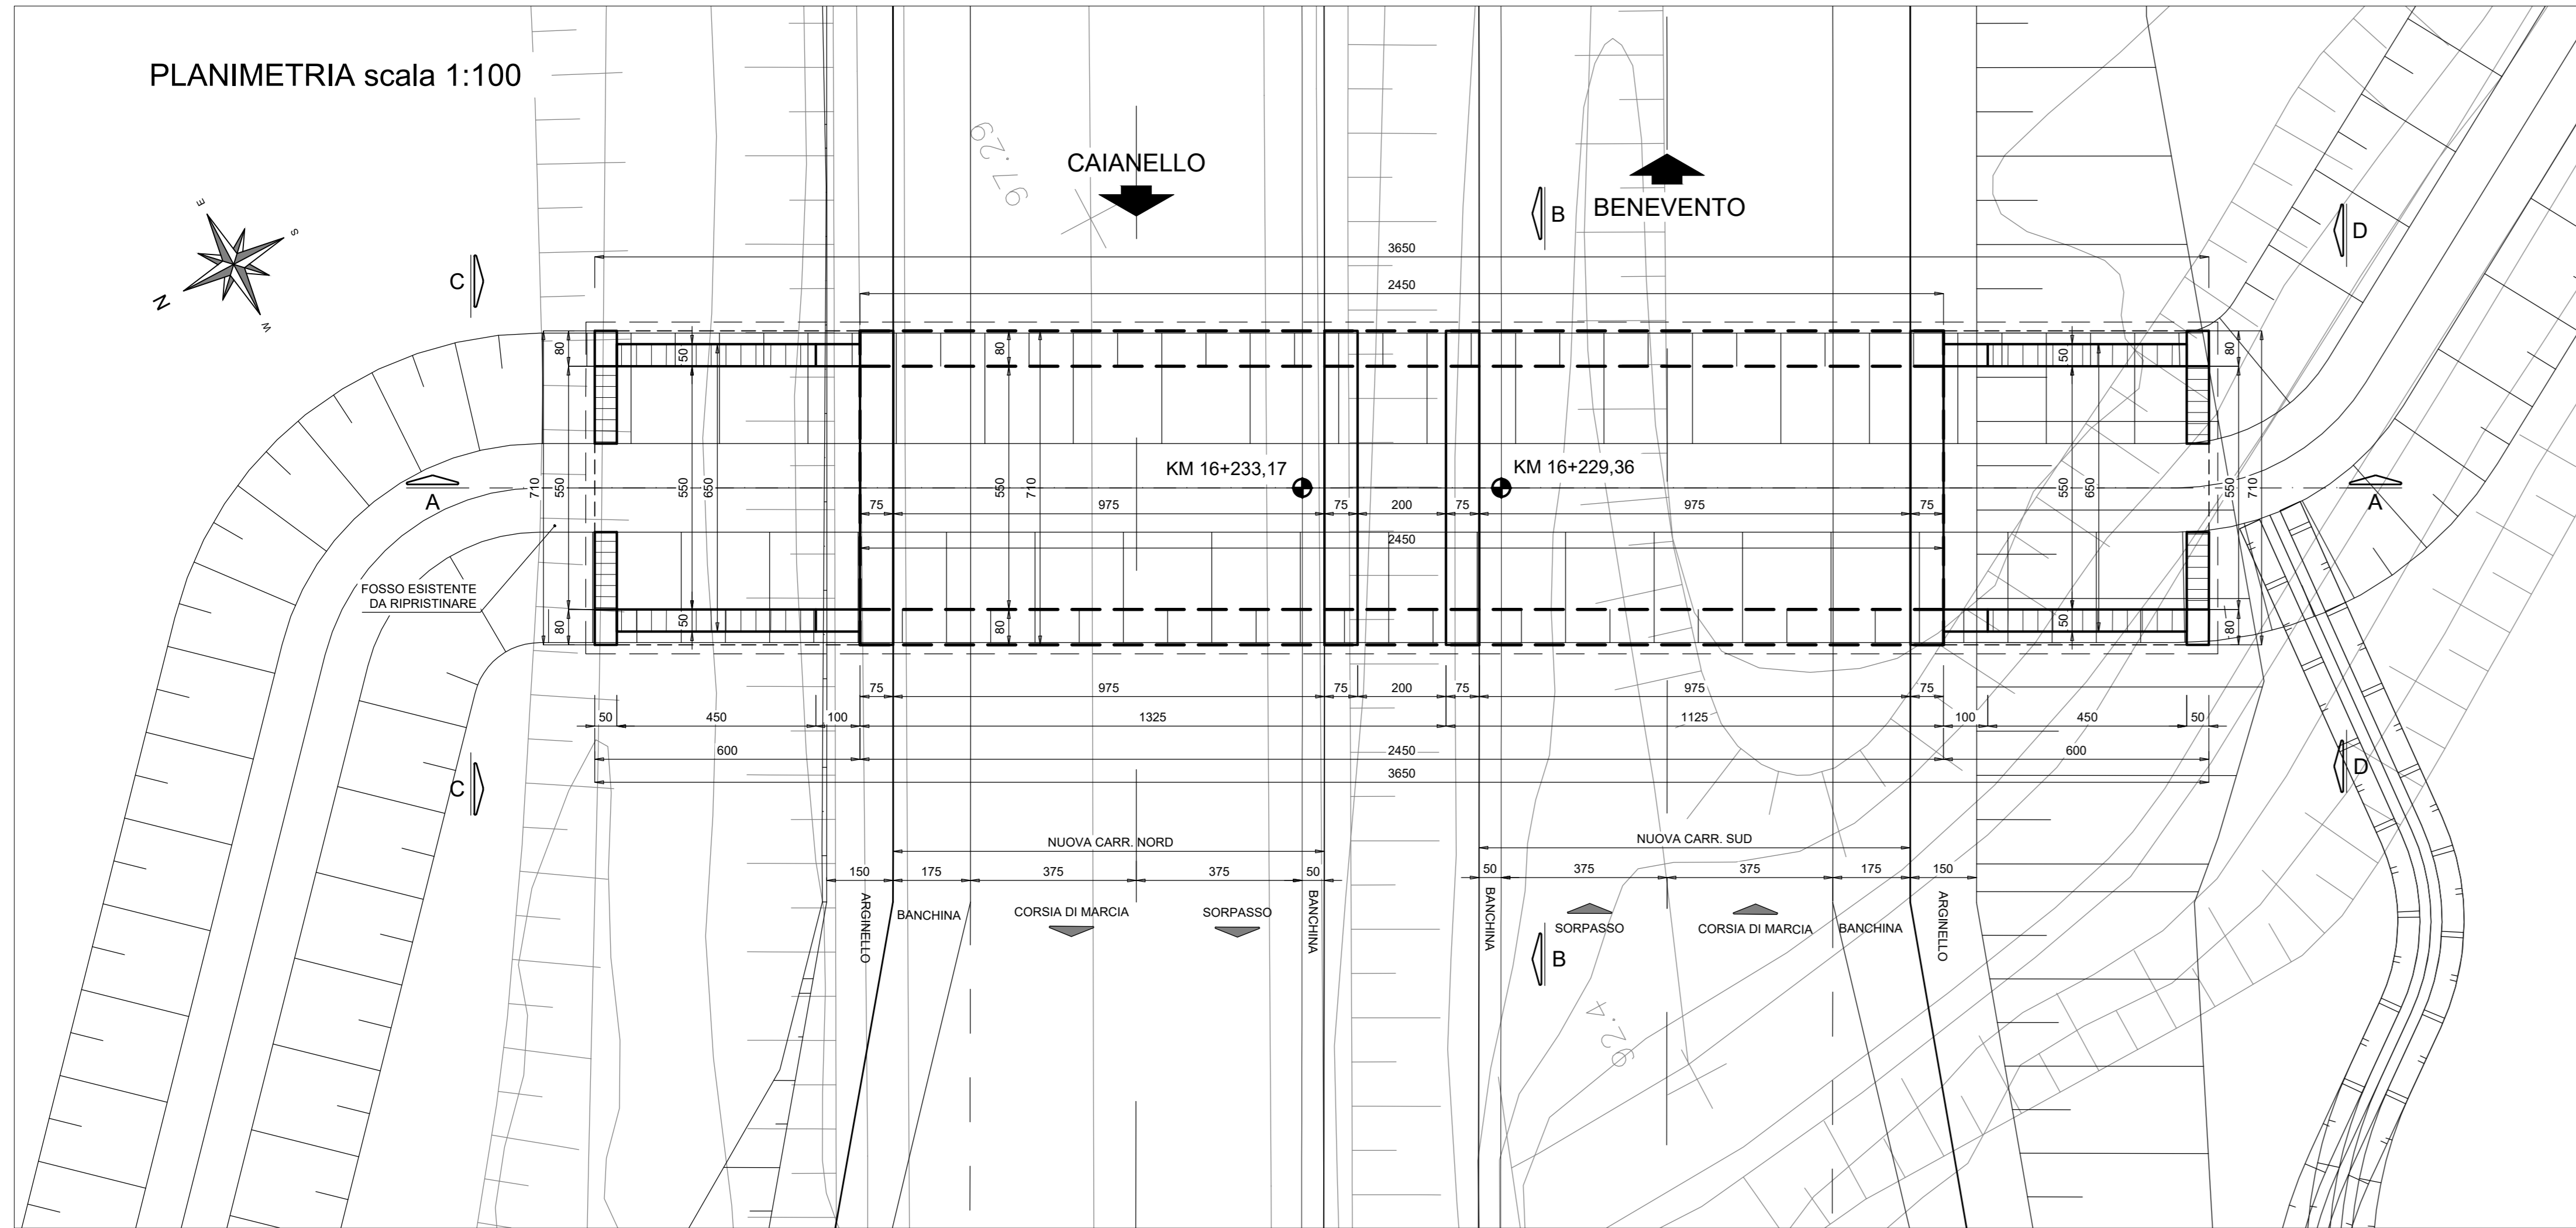 PLANIMETRIA scala 1:100
97.29
CAIANELLO
BENEVENTO
B
D
E
S
N
W
C
3650
2450
80
50
80
50
80
710
550
550
650
550
710
550
650
550
710
KM 16+233,17
KM 16+229,36
A
A
75
975
75
200
75
975
75
2450
FOSSO ESISTENTE
DA RIPRISTINARE
80
50
80
50
80
75
975
75
200
75
975
75
50
450
100
1325
1125
100
450
50
600
2450
600
3650
C
D
NUOVA CARR. NORD
NUOVA CARR. SUD
150
175
375
375
50
50
375
375
175
150
ARGINELLO
BANCHINA
CORSIA DI MARCIA
SORPASSO
BANCHINA
BANCHINA
SORPASSO
CORSIA DI MARCIA
BANCHINA
ARGINELLO
B